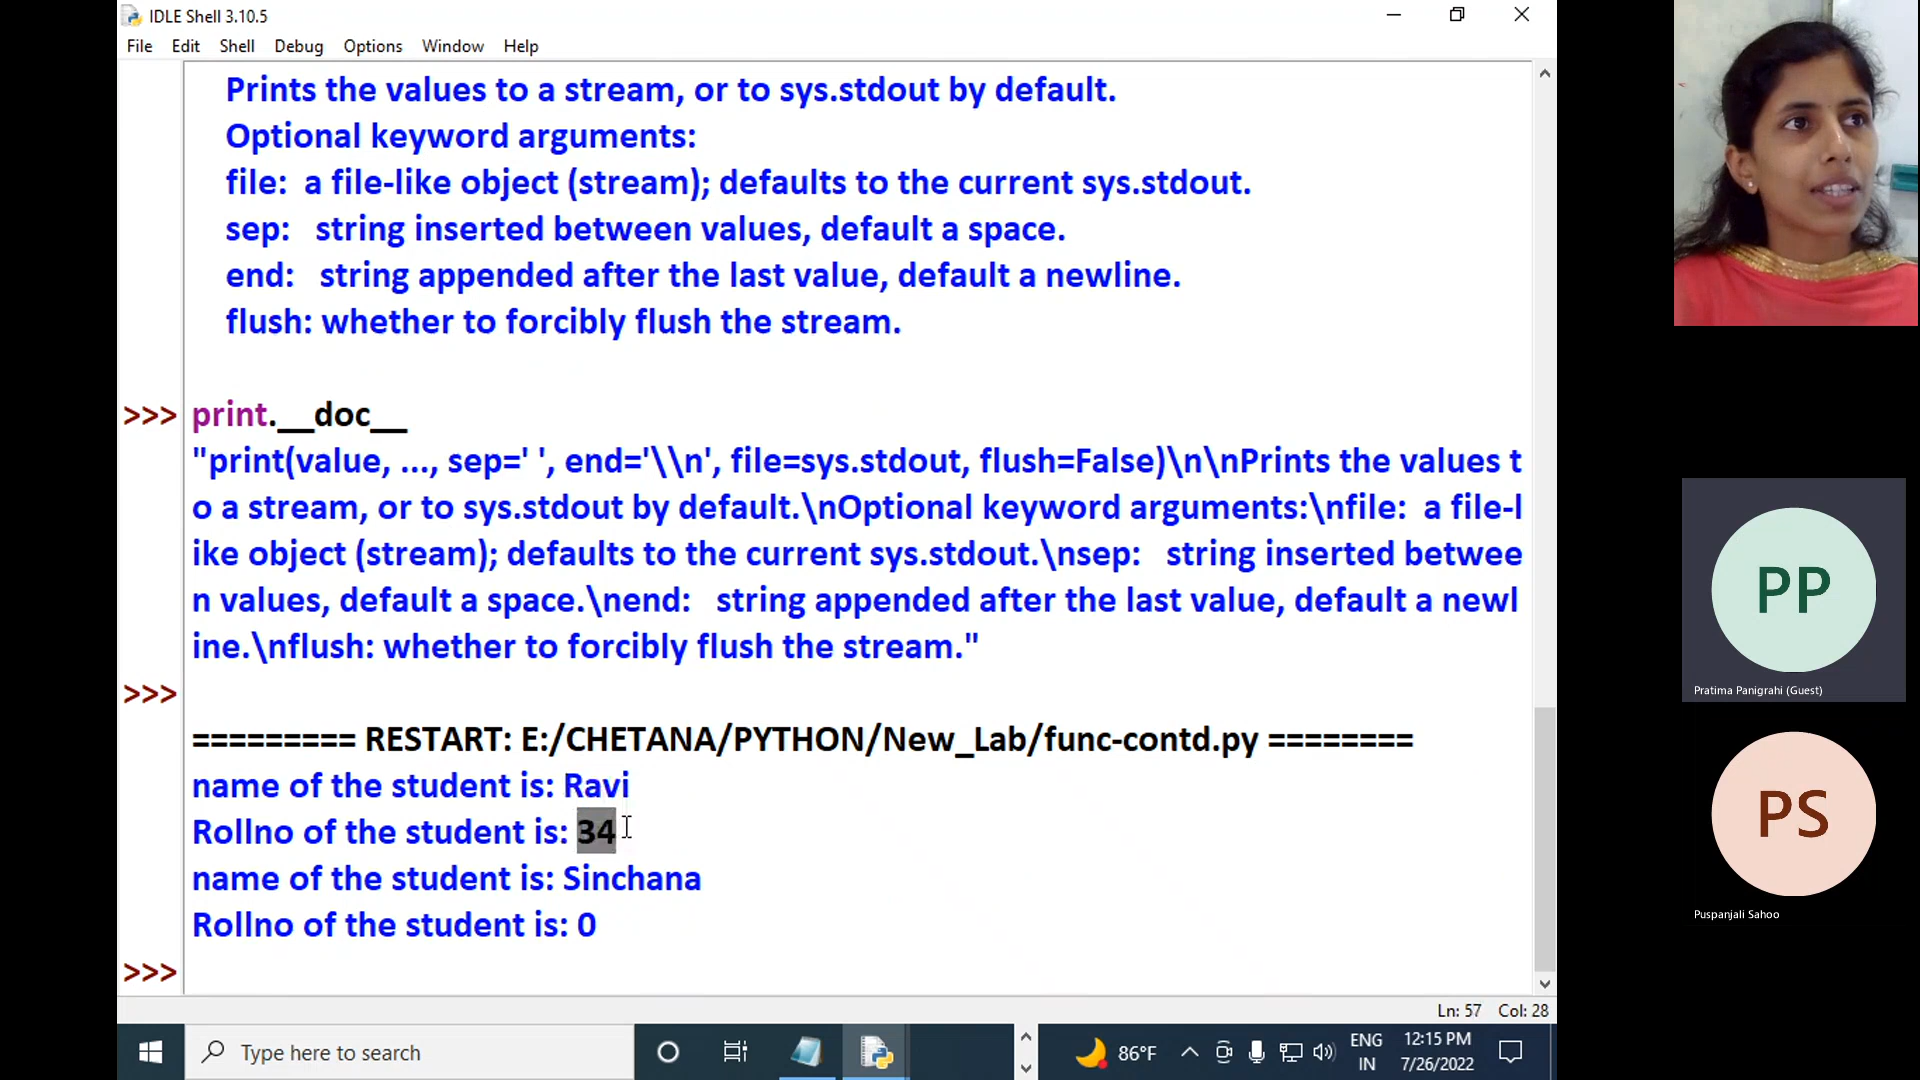 IDLE Shell 3.10.5
File Edit Shell Debug Options Window Help
Prints the values to a stream, or to sys.stdout by default.
Optional keyword arguments:
file:  a file-like object (stream); defaults to the current sys.stdout.
sep:   string inserted between values, default a space.
end:   string appended after the last value, default a newline.
flush: whether to forcibly flush the stream.
>>> print.__doc__
"print(value, ..., sep=' ', end='\\n', file=sys.stdout, flush=False)\n\nPrints the values t
o a stream, or to sys.stdout by default.\nOptional keyword arguments:\nfile:  a file-l
ike object (stream); defaults to the current sys.stdout.\nsep:   string inserted betwee
n values, default a space.\nend:   string appended after the last value, default a newl
ine.\nflush: whether to forcibly flush the stream."
>>>
========= RESTART: E:/CHETANA/PYTHON/New_Lab/func-contd.py ========
name of the student is: Ravi
Rollno of the student is: 34
name of the student is: Sinchana
Rollno of the student is: 0
>>>
Ln: 57 Col: 28
Type here to search
86°F
ENG
IN
12:15 PM
7/26/2022
PP
Pratima Panigrahi (Guest)
PS
Puspanjali Sahoo